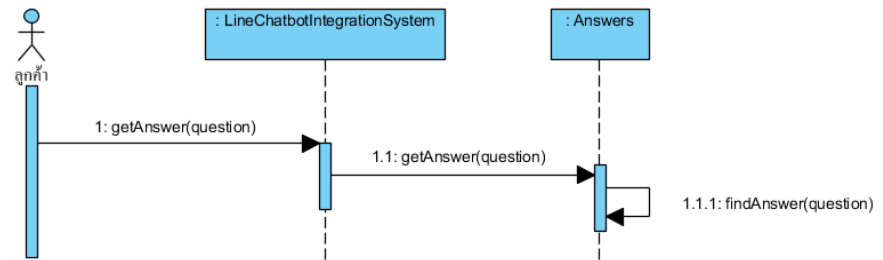 : LineChatbotIntegrationSystem
: Answers
ลูกค้า
1: getAnswer(question)
1.1: getAnswer(question)
1.1.1: findAnswer(question)